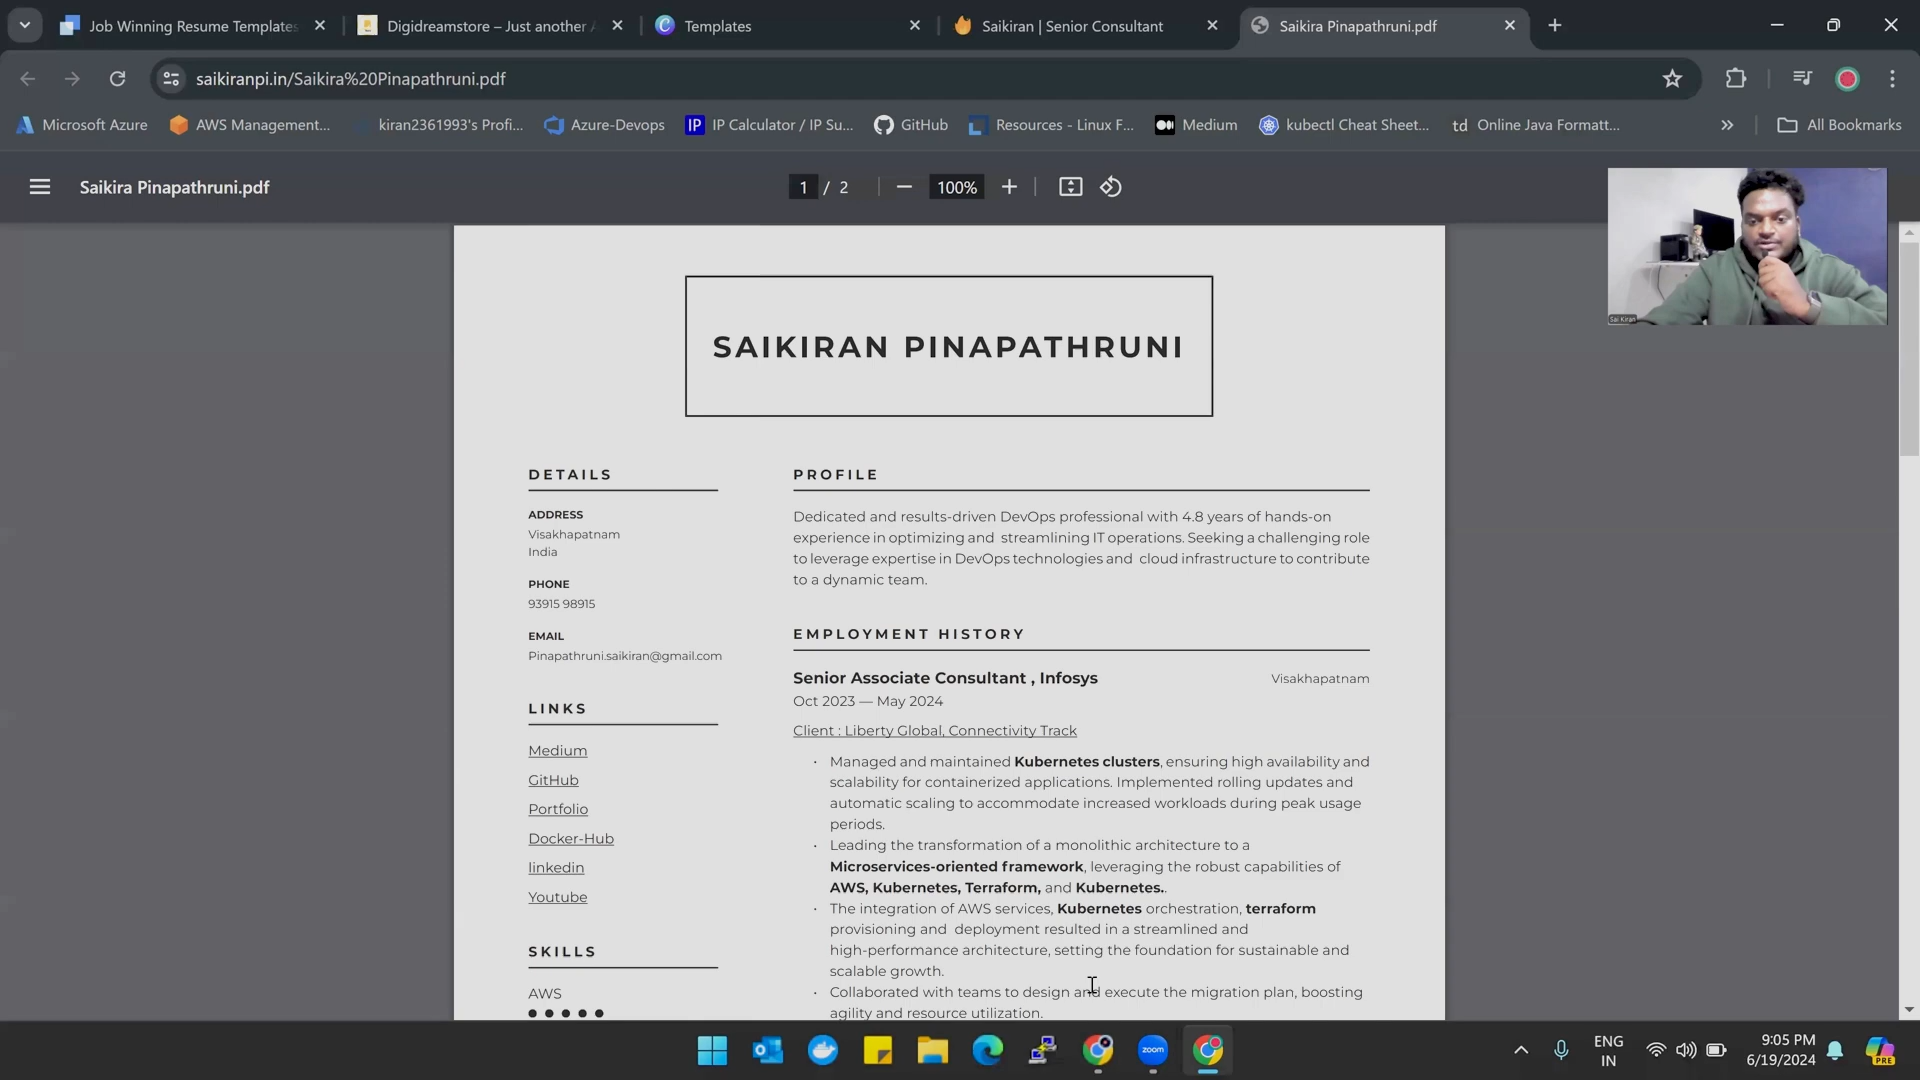 Job Winning Resume Templates
Digidreamstore – Just another A
Templates
Saikiran | Senior Consultant
Saikira Pinapathruni.pdf
saikiranpi.in/Saikira%20Pinapathruni.pdf
Microsoft Azure
AWS Management...
kiran2361993's Profi...
Azure-Devops
IP
IP Calculator / IP Su...
GitHub
Resources - Linux F...
Medium
kubectl Cheat Sheet...
td
Online Java Formatt...
All Bookmarks
Saikira Pinapathruni.pdf
1 / 2
100%
Sai Kiran
SAIKIRAN PINAPATHRUNI
DETAILS
ADDRESS
Visakhapatnam
India
PHONE
93915 98915
EMAIL
Pinapathruni.saikiran@gmail.com
LINKS
Medium
GitHub
Portfolio
Docker-Hub
linkedin
Youtube
SKILLS
AWS
PROFILE
Dedicated and results-driven DevOps professional with 4.8 years of hands-on
experience in optimizing and streamlining IT operations. Seeking a challenging role
to leverage expertise in DevOps technologies and cloud infrastructure to contribute
to a dynamic team.
EMPLOYMENT HISTORY
Senior Associate Consultant , Infosys
Visakhapatnam
Oct 2023 — May 2024
Client : Liberty Global, Connectivity Track
· Managed and maintained Kubernetes clusters, ensuring high availability and
scalability for containerized applications. Implemented rolling updates and
automatic scaling to accommodate increased workloads during peak usage
periods.
· Leading the transformation of a monolithic architecture to a
Microservices-oriented framework, leveraging the robust capabilities of
AWS, Kubernetes, Terraform, and Kubernetes..
· The integration of AWS services, Kubernetes orchestration, terraform
provisioning and deployment resulted in a streamlined and
high-performance architecture, setting the foundation for sustainable and
scalable growth.
· Collaborated with teams to design and execute the migration plan, boosting
agility and resource utilization.
zoom
ENG
IN
9:05 PM
6/19/2024
PRE